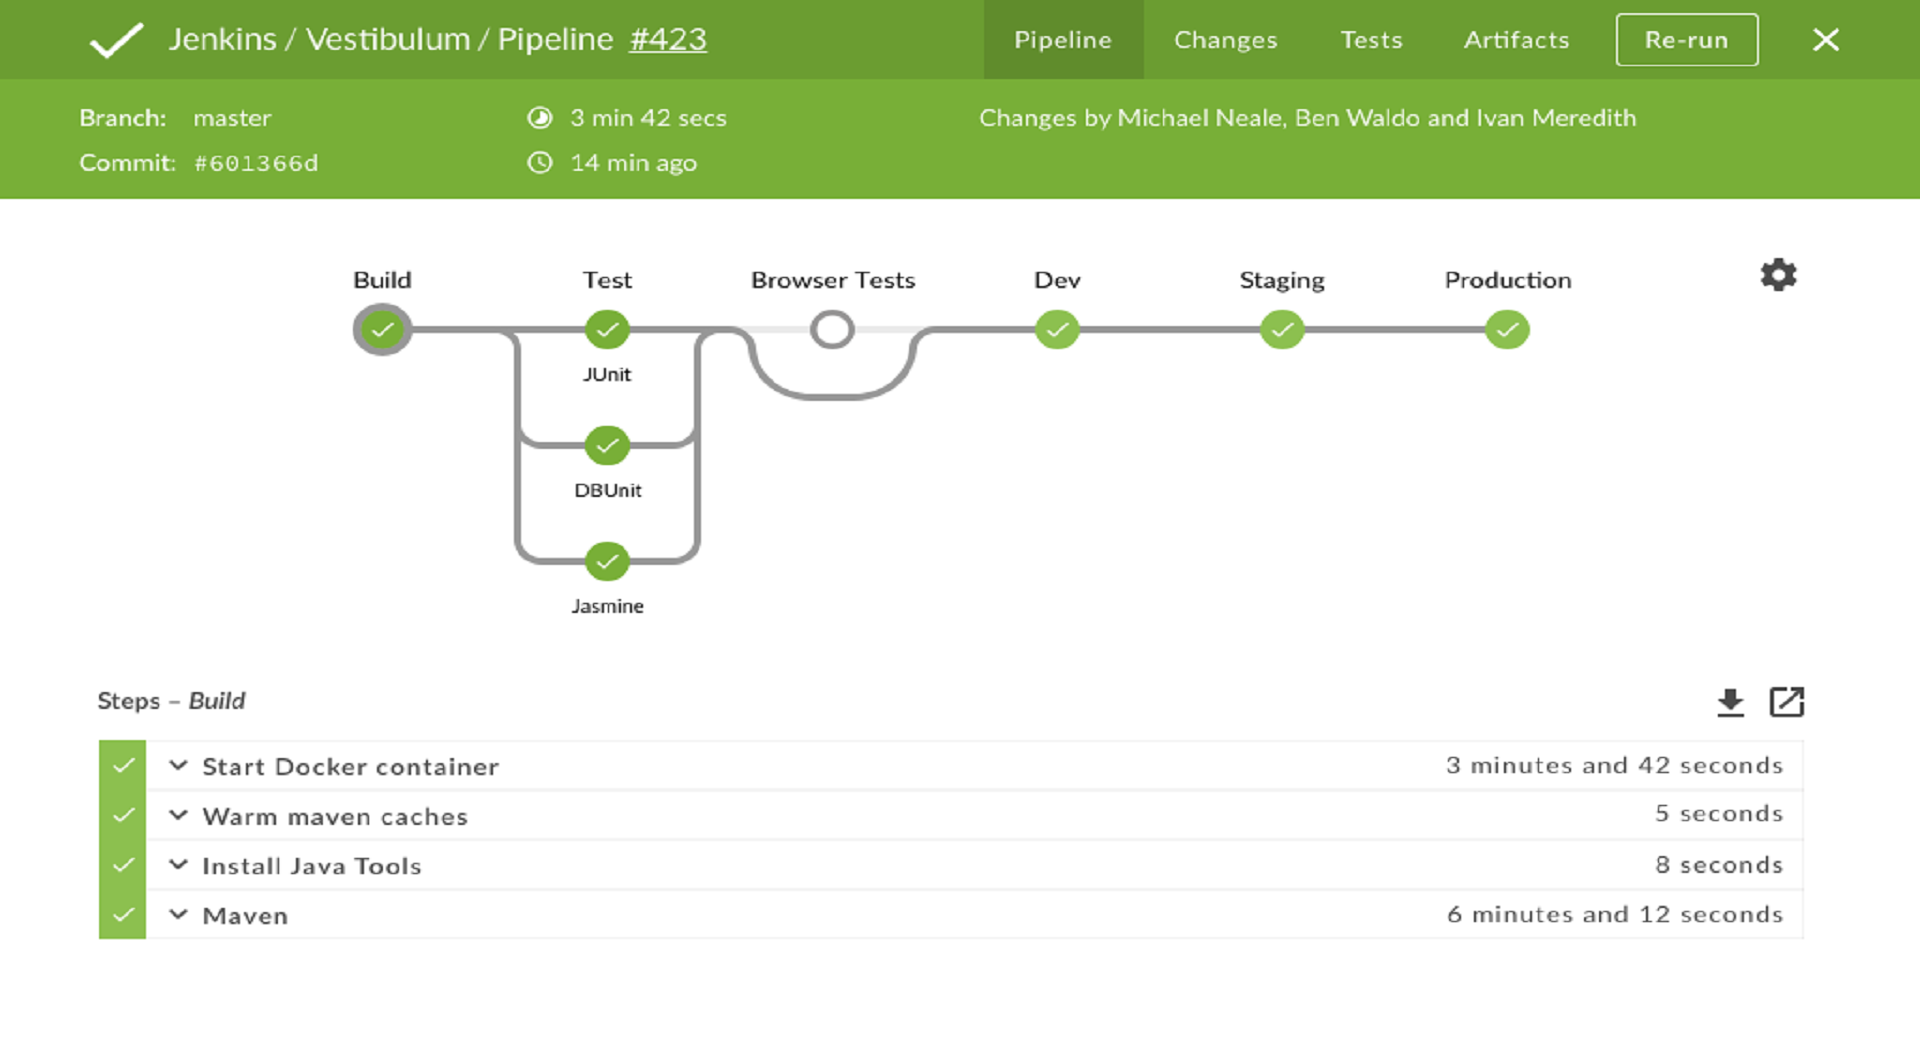 Jenkins / Vestibulum / Pipeline #423
Pipeline Changes Tests Artifacts Re-run
Branch: master
3 min 42 secs
Changes by Michael Neale, Ben Waldo and Ivan Meredith
Commit: #601366d
14 min ago
Build Test Browser Tests Dev Staging Production
JUnit
DBUnit
Jasmine
Steps – Build
Start Docker container 3 minutes and 42 seconds
Warm maven caches 5 seconds
Install Java Tools 8 seconds
Maven 6 minutes and 12 seconds